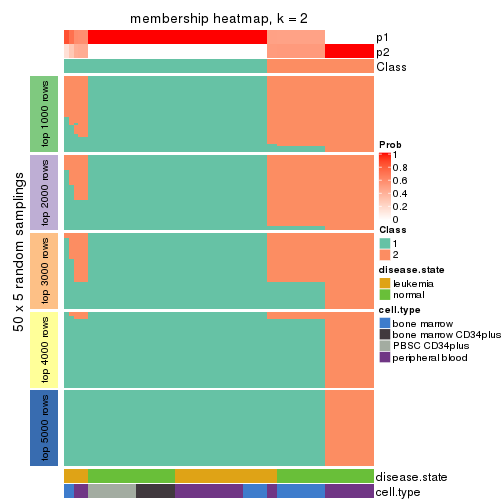 membership heatmap, k = 2
p1
p2
Class
top 1000 rows
top 2000 rows
top 3000 rows
top 4000 rows
top 5000 rows
50 x 5 random samplings
Prob
1
0.8
0.6
0.4
0.2
0
Class
1
2
disease.state
leukemia
normal
cell.type
bone marrow
bone marrow CD34plus
PBSC CD34plus
peripheral blood
disease.state
cell.type